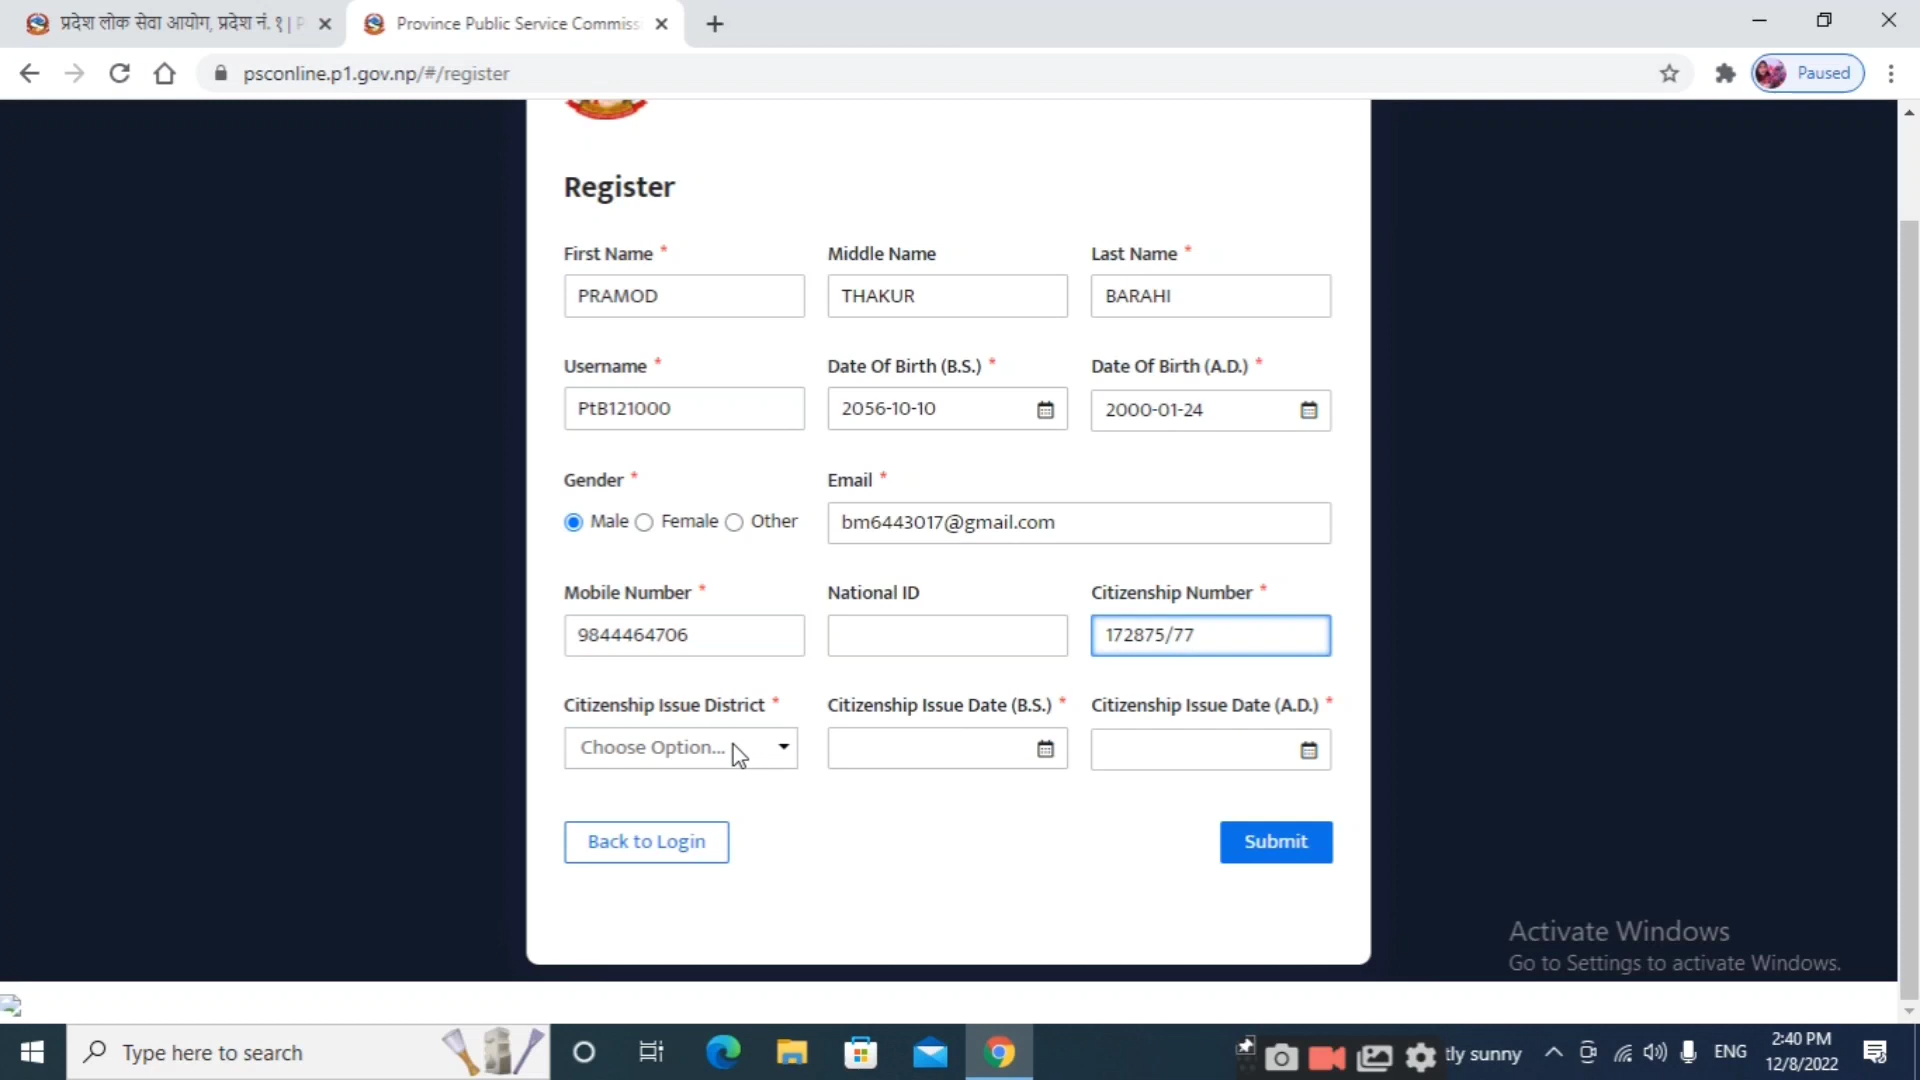 प्रदेश लोक सेवा आयोग, प्रदेश नं. १ | P
Province Public Service Commiss
psconline.p1.gov.np/#/register
Paused
Register
First Name *
Middle Name
Last Name *
PRAMOD
THAKUR
BARAHI
Username *
Date Of Birth (B.S.) *
Date Of Birth (A.D.) *
PtB121000
2056-10-10
2000-01-24
Gender *
Email *
Male Female Other
bm6443017@gmail.com
Mobile Number *
National ID
Citizenship Number *
9844464706
172875/77
Citizenship Issue District *
Citizenship Issue Date (B.S.) *
Citizenship Issue Date (A.D.) *
Choose Option...
Back to Login
Submit
Activate Windows
Go to Settings to activate Windows.
Type here to search
tly sunny
ENG
2:40 PM
12/8/2022